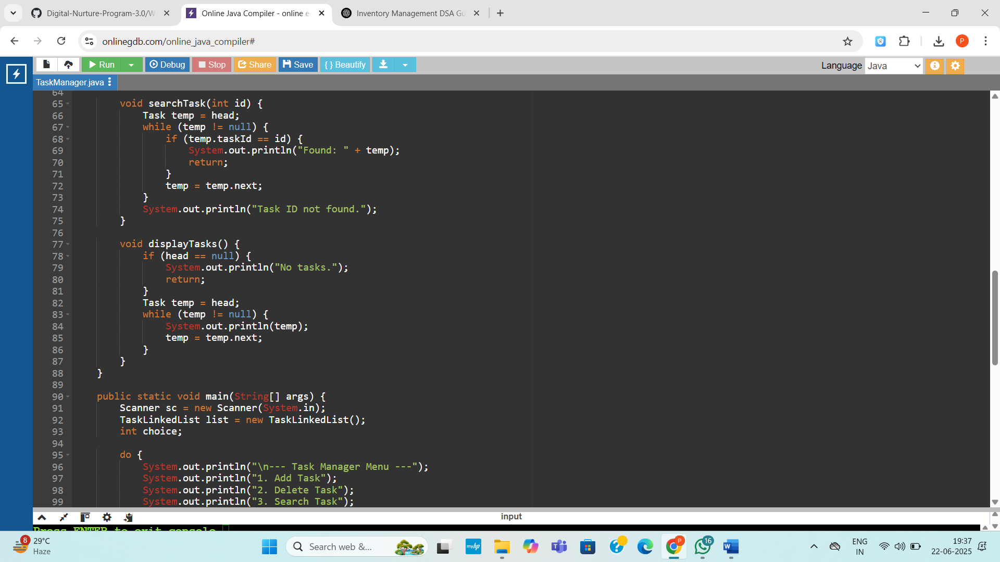 Digital-Nurture-Program-3.0/W
Online Java Compiler - online e
Inventory Management DSA Gu
onlinegdb.com/online_java_compiler#
P
Run Debug Stop Share Save { } Beautify
Language Java
TaskManager.java
64
65 void searchTask(int id) {
66 Task temp = head;
67 while (temp != null) {
68 if (temp.taskId == id) {
69 System.out.println("Found: " + temp);
70 return;
71 }
72 temp = temp.next;
73 }
74 System.out.println("Task ID not found.");
75 }
76
77 void displayTasks() {
78 if (head == null) {
79 System.out.println("No tasks.");
80 return;
81 }
82 Task temp = head;
83 while (temp != null) {
84 System.out.println(temp);
85 temp = temp.next;
86 }
87 }
88 }
89
90 public static void main(String[] args) {
91 Scanner sc = new Scanner(System.in);
92 TaskLinkedList list = new TaskLinkedList();
93 int choice;
94
95 do {
96 System.out.println("\n--- Task Manager Menu ---");
97 System.out.println("1. Add Task");
98 System.out.println("2. Delete Task");
99 System.out.println("3. Search Task");
input
Press ENTER to exit console.
8
29°C
Haze
Search web &...
myhp
P
16
W
ENG
IN
19:37
22-06-2025